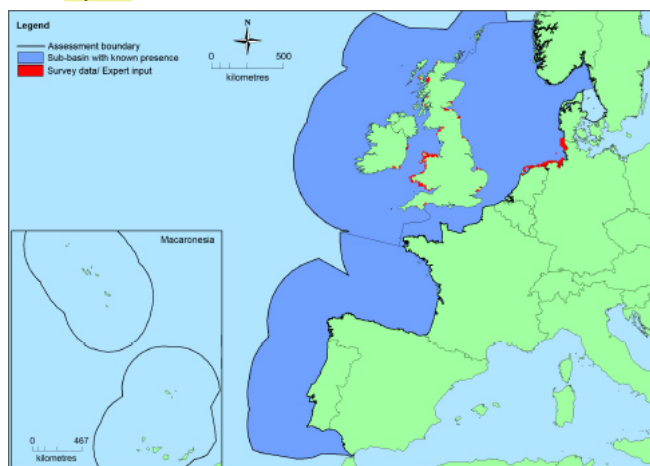 Legend
Assessment boundary
Sub-basin with known presence
Survey data/ Expert input
N
0 500
kilometres
Macaronesia
0 467
kilometres